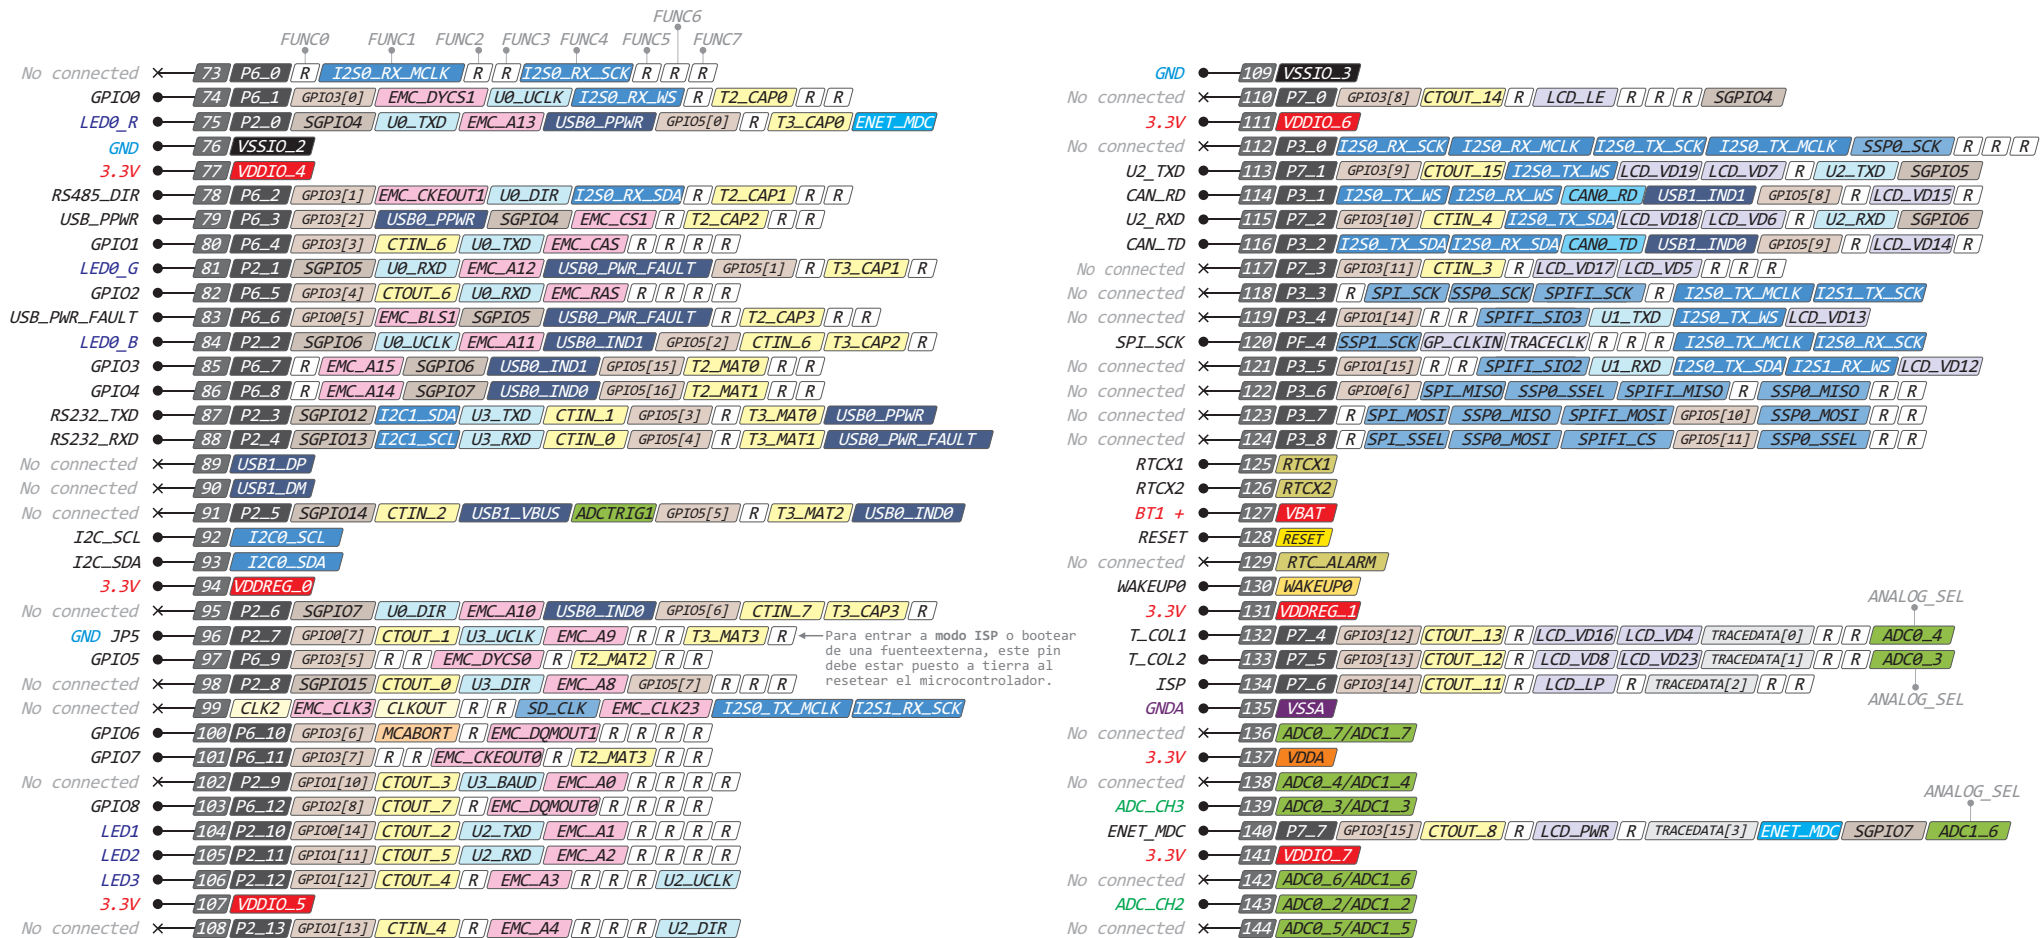 FUNC6
FUNC0 FUNC1 FUNC2 FUNC3 FUNC4 FUNC5 FUNC7
No connected 73 P6_0 R I2S0_RX_MCLK R R I2S0_RX_SCK R R R
GPIO0 74 P6_1 GPIO3[0] EMC_DYCS1 U0_UCLK I2S0_RX_WS R T2_CAP0 R R
LED0_R 75 P2_0 SGPIO4 U0_TXD EMC_A13 USB0_PPWR GPIO5[0] R T3_CAP0 ENET_MDC
GND 76 VSSIO_2
3.3V 77 VDDIO_4
RS485_DIR 78 P6_2 GPIO3[1] EMC_CKEOUT1 U0_DIR I2S0_RX_SDA R T2_CAP1 R R
USB_PPWR 79 P6_3 GPIO3[2] USB0_PPWR SGPIO4 EMC_CS1 R T2_CAP2 R R
GPIO1 80 P6_4 GPIO3[3] CTIN_6 U0_TXD EMC_CAS R R R R
LED0_G 81 P2_1 SGPIO5 U0_RXD EMC_A12 USB0_PWR_FAULT GPIO5[1] R T3_CAP1 R
GPIO2 82 P6_5 GPIO3[4] CTOUT_6 U0_RXD EMC_RAS R R R R
USB_PWR_FAULT 83 P6_6 GPIO0[5] EMC_BLS1 SGPIO5 USB0_PWR_FAULT R T2_CAP3 R R
LED0_B 84 P2_2 SGPIO6 U0_UCLK EMC_A11 USB0_IND1 GPIO5[2] CTIN_6 T3_CAP2 R
GPIO3 85 P6_7 R EMC_A15 SGPIO6 USB0_IND1 GPIO5[15] T2_MAT0 R R
GPIO4 86 P6_8 R EMC_A14 SGPIO7 USB0_IND0 GPIO5[16] T2_MAT1 R R
RS232_TXD 87 P2_3 SGPIO12 I2C1_SDA U3_TXD CTIN_1 GPIO5[3] R T3_MAT0 USB0_PPWR
RS232_RXD 88 P2_4 SGPIO13 I2C1_SCL U3_RXD CTIN_0 GPIO5[4] R T3_MAT1 USB0_PWR_FAULT
No connected 89 USB1_DP
No connected 90 USB1_DM
No connected 91 P2_5 SGPIO14 CTIN_2 USB1_VBUS ADCTRIG1 GPIO5[5] R T3_MAT2 USB0_IND0
I2C_SCL 92 I2C0_SCL
I2C_SDA 93 I2C0_SDA
3.3V 94 VDDREG_0
No connected 95 P2_6 SGPIO7 U0_DIR EMC_A10 USB0_IND0 GPIO5[6] CTIN_7 T3_CAP3 R
GND JP5 96 P2_7 GPIO0[7] CTOUT_1 U3_UCLK EMC_A9 R R T3_MAT3 R
Para entrar a modo ISP o bootear
de una fuenteexterna, este pin
debe estar puesto a tierra al
resetear el microcontrolador.
GPIO5 97 P6_9 GPIO3[5] R R EMC_DYCS0 R T2_MAT2 R R
No connected 98 P2_8 SGPIO15 CTOUT_0 U3_DIR EMC_A8 GPIO5[7] R R R
No connected 99 CLK2 EMC_CLK3 CLKOUT R R SD_CLK EMC_CLK23 I2S0_TX_MCLK I2S1_RX_SCK
GPIO6 100 P6_10 GPIO3[6] MCABORT R EMC_DQMOUT1 R R R R
GPIO7 101 P6_11 GPIO3[7] R R EMC_CKEOUT0 R T2_MAT3 R R
No connected 102 P2_9 GPIO1[10] CTOUT_3 U3_BAUD EMC_A0 R R R R
GPIO8 103 P6_12 GPIO2[8] CTOUT_7 R EMC_DQMOUT0 R R R R
LED1 104 P2_10 GPIO0[14] CTOUT_2 U2_TXD EMC_A1 R R R R
LED2 105 P2_11 GPIO1[11] CTOUT_5 U2_RXD EMC_A2 R R R R
LED3 106 P2_12 GPIO1[12] CTOUT_4 R EMC_A3 R R R U2_UCLK
3.3V 107 VDDIO_5
No connected 108 P2_13 GPIO1[13] CTIN_4 R EMC_A4 R R R U2_DIR
GND 109 VSSIO_3
No connected 110 P7_0 GPIO3[8] CTOUT_14 R LCD_LE R R R SGPIO4
3.3V 111 VDDIO_6
No connected 112 P3_0 I2S0_RX_SCK I2S0_RX_MCLK I2S0_TX_SCK I2S0_TX_MCLK SSP0_SCK R R R
U2_TXD 113 P7_1 GPIO3[9] CTOUT_15 I2S0_TX_WS LCD_VD19 LCD_VD7 R U2_TXD SGPIO5
CAN_RD 114 P3_1 I2S0_TX_WS I2S0_RX_WS CAN0_RD USB1_IND1 GPIO5[8] R LCD_VD15 R
U2_RXD 115 P7_2 GPIO3[10] CTIN_4 I2S0_TX_SDA LCD_VD18 LCD_VD6 R U2_RXD SGPIO6
CAN_TD 116 P3_2 I2S0_TX_SDA I2S0_RX_SDA CAN0_TD USB1_IND0 GPIO5[9] R LCD_VD14 R
No connected 117 P7_3 GPIO3[11] CTIN_3 R LCD_VD17 LCD_VD5 R R R
No connected 118 P3_3 R SPI_SCK SSP0_SCK SPIFI_SCK R I2S0_TX_MCLK I2S1_TX_SCK
No connected 119 P3_4 GPIO1[14] R R SPIFI_SIO3 U1_TXD I2S0_TX_WS LCD_VD13
SPI_SCK 120 PF_4 SSP1_SCK GP_CLKIN TRACECLK R R R I2S0_TX_MCLK I2S0_RX_SCK
No connected 121 P3_5 GPIO1[15] R R SPIFI_SIO2 U1_RXD I2S0_TX_SDA I2S1_RX_WS LCD_VD12
No connected 122 P3_6 GPIO0[6] SPI_MISO SSP0_SSEL SPIFI_MISO R SSP0_MISO R R
No connected 123 P3_7 R SPI_MOSI SSP0_MISO SPIFI_MOSI GPIO5[10] SSP0_MOSI R R
No connected 124 P3_8 R SPI_SSEL SSP0_MOSI SPIFI_CS GPIO5[11] SSP0_SSEL R R
RTCX1 125 RTCX1
RTCX2 126 RTCX2
BT1 + 127 VBAT
RESET 128 RESET
No connected 129 RTC_ALARM
WAKEUP0 130 WAKEUP0
3.3V 131 VDDREG_1
ANALOG_SEL
T_COL1 132 P7_4 GPIO3[12] CTOUT_13 R LCD_VD16 LCD_VD4 TRACEDATA[0] R R ADC0_4
T_COL2 133 P7_5 GPIO3[13] CTOUT_12 R LCD_VD8 LCD_VD23 TRACEDATA[1] R R ADC0_3
ISP 134 P7_6 GPIO3[14] CTOUT_11 R LCD_LP R TRACEDATA[2] R R
ANALOG_SEL
GNDA 135 VSSA
No connected 136 ADC0_7/ADC1_7
3.3V 137 VDDA
No connected 138 ADC0_4/ADC1_4
ANALOG_SEL
ADC_CH3 139 ADC0_3/ADC1_3
ENET_MDC 140 P7_7 GPIO3[15] CTOUT_8 R LCD_PWR R TRACEDATA[3] ENET_MDC SGPIO7 ADC1_6
3.3V 141 VDDIO_7
No connected 142 ADC0_6/ADC1_6
ADC_CH2 143 ADC0_2/ADC1_2
No connected 144 ADC0_5/ADC1_5